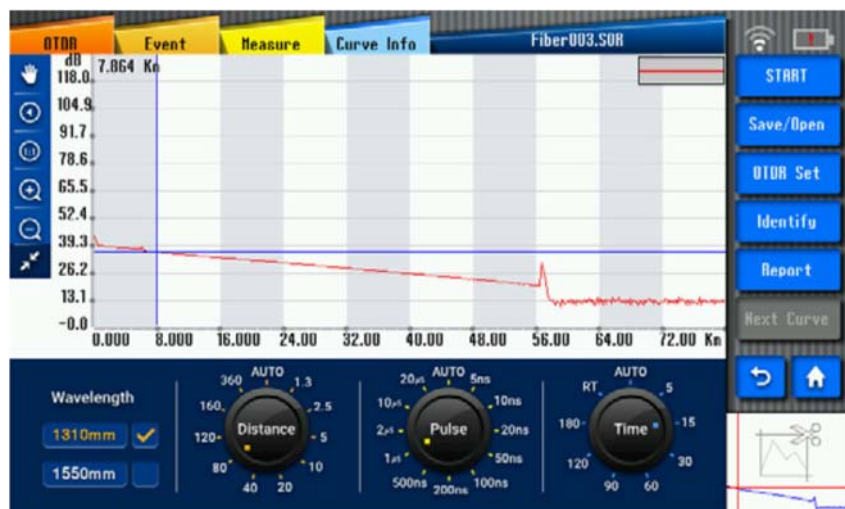 OTDR Event Measure Curve Info Fiber003.SOR
dB 7.864 Km
118.0
104.9
91.7
78.6
65.5
52.4
39.3
26.2
13.1
-0.0
0.000 8.000 16.000 24.00 32.00 40.00 48.00 56.00 64.00 72.00 Km
START
Save/Open
OTDR Set
Identify
Report
Next Curve
1:1
Wavelength
1310mm
1550mm
AUTO
360 1.3
160 2.5
120 Distance 5
80 10
40 20
AUTO
20μs 5ns
10μs 10ns
2μs Pulse 20ns
1μs 50ns
500ns 100ns
200ns
AUTO
RT 5
180 Time 15
120 30
90 60